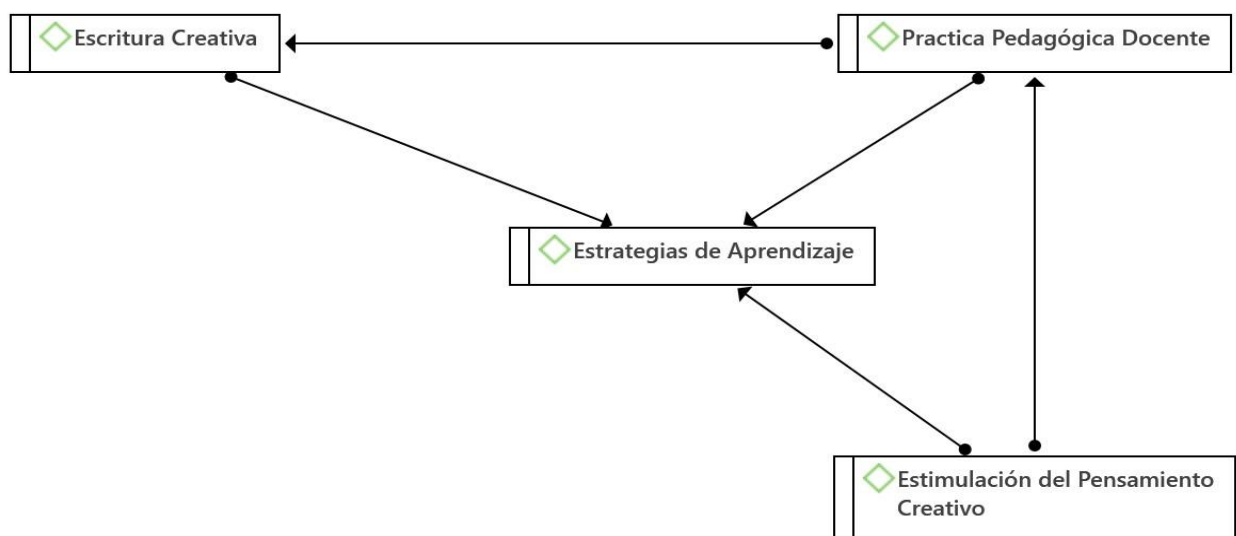 Escritura Creativa
Practica Pedagógica Docente
Estrategias de Aprendizaje
Estimulación del Pensamiento
Creativo